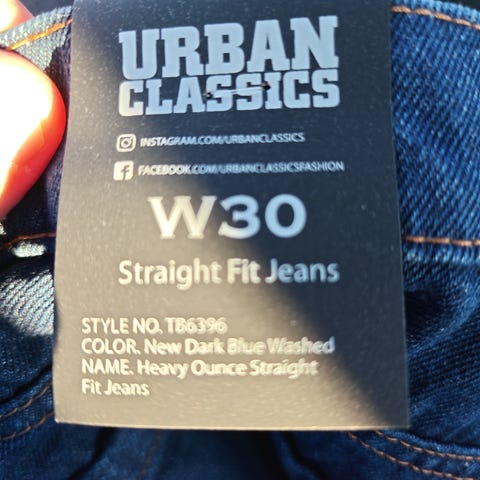 URBAN
CLASSICS
INSTAGRAM.COM/URBANCLASSICS
FACEBOOK.COM/URBANCLASSICSFASHION
W30
Straight Fit Jeans
STYLE NO. TB6396
COLOR. New Dark Blue Washed
NAME. Heavy Ounce Straight
Fit Jeans